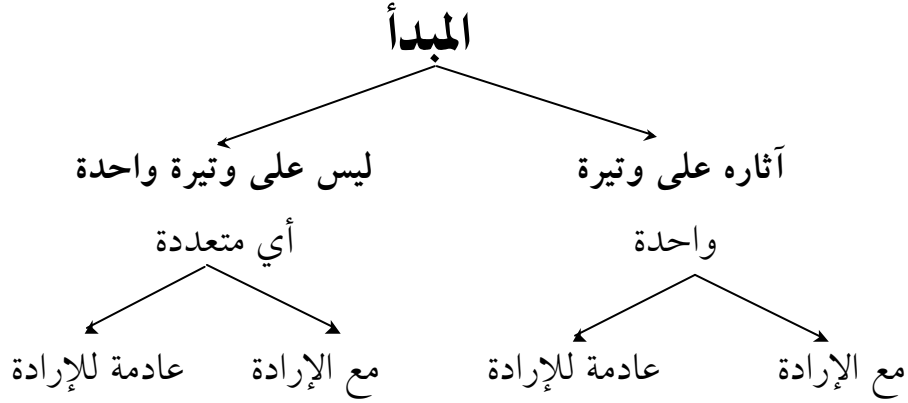 المبدأ
آثاره على وتيرة
ليس على وتيرة واحدة
واحدة
أي متعددة
مع الإرادة
عادمة للإرادة
مع الإرادة
عادمة للإرادة